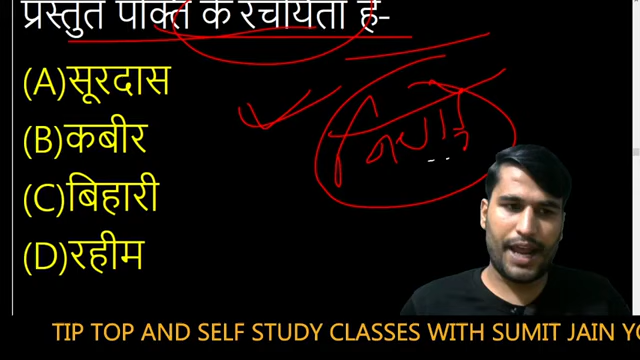 प्रस्तुत पंक्ति के रचयिता है-
(A)सूरदास
(B)कबीर
(C)बिहारी
(D)रहीम
TIP TOP AND SELF STUDY CLASSES WITH SUMIT JAIN YO